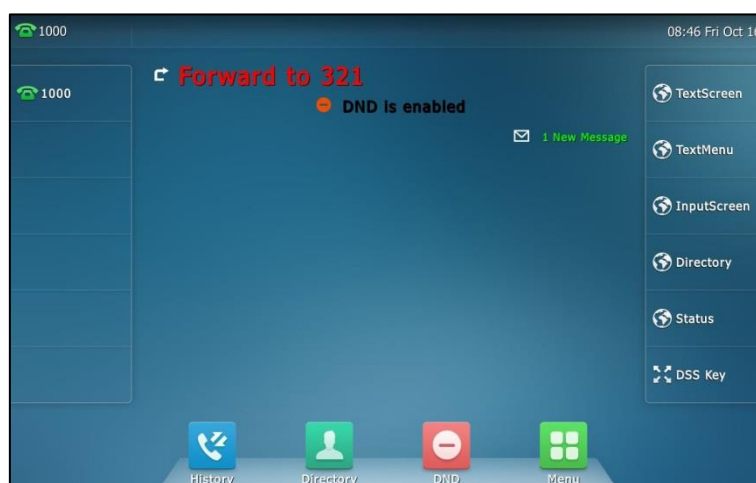 1000
08:46 Fri Oct 1
Forward to 321
1000
TextScreen
DND is enabled
1 New Message
TextMenu
InputScreen
Directory
Status
DSS Key
History
Directory
DND
Menu